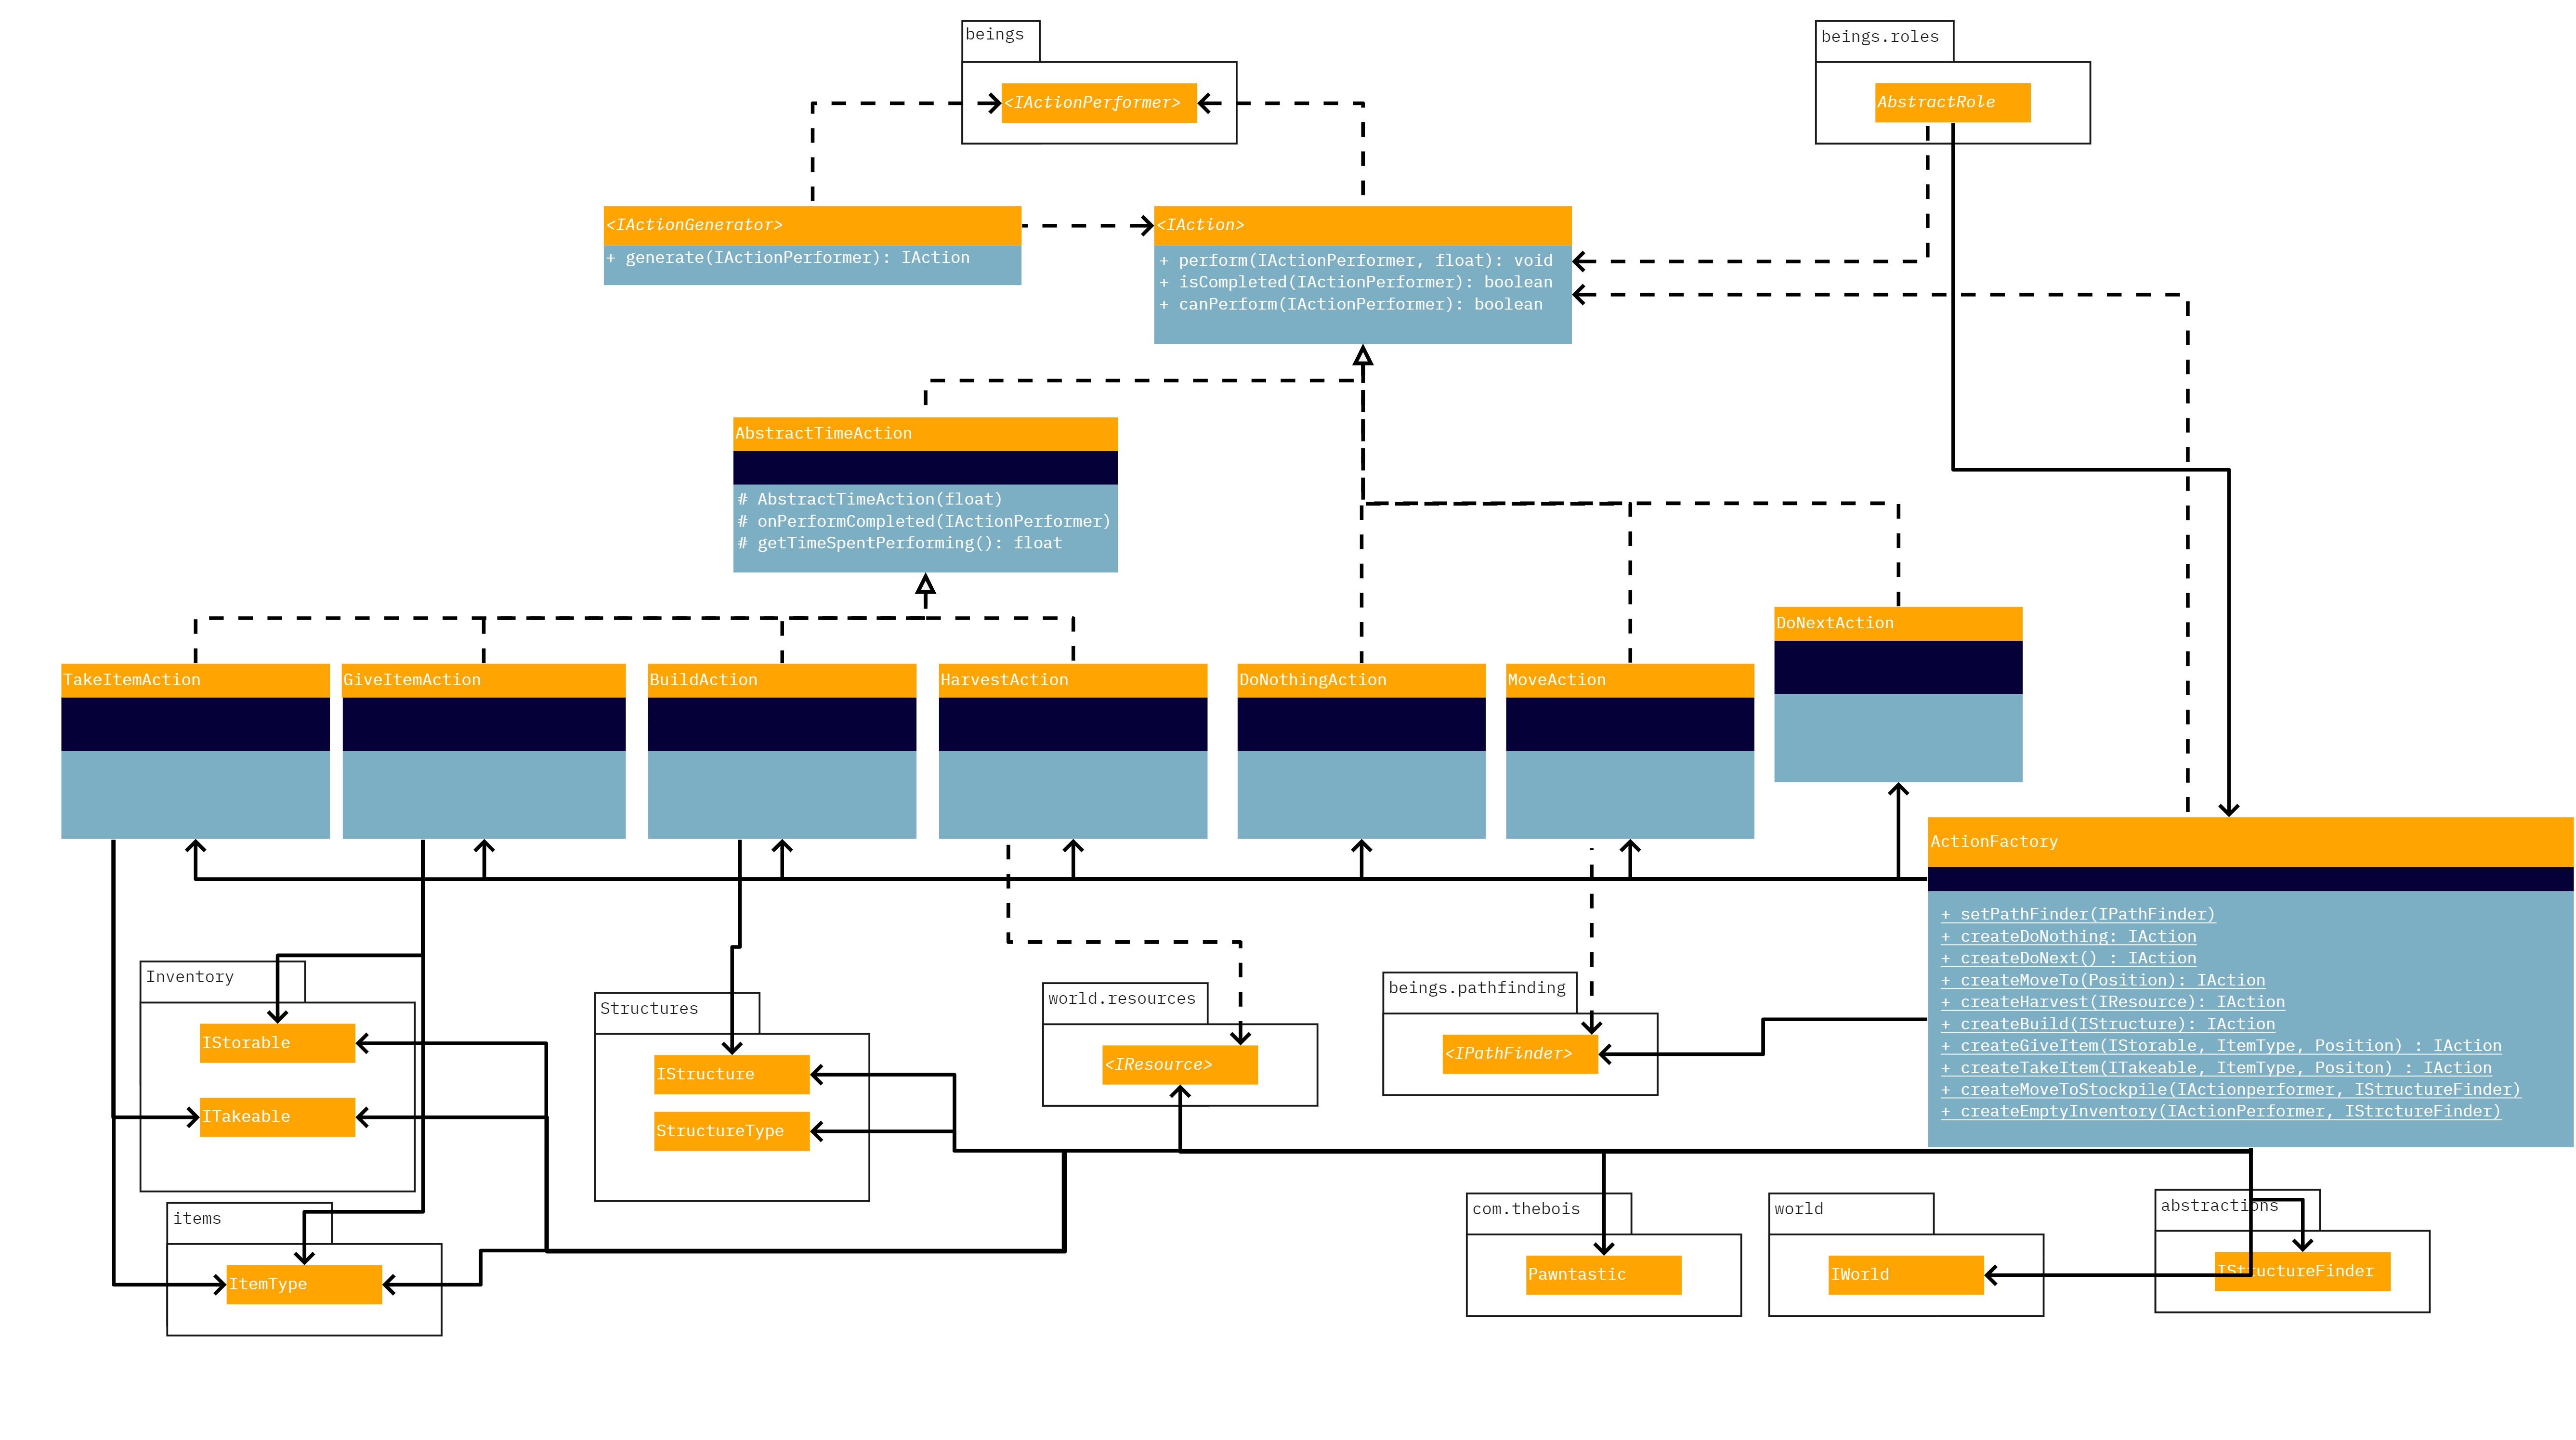 beings
<IActionPerformer>
beings.roles
AbstractRole
<IActionGenerator>
+ generate(IActionPerformer): IAction
<IAction>
+ perform(IActionPerformer, float): void
+ isCompleted(IActionPerformer): boolean
+ canPerform(IActionPerformer): boolean
AbstractTimeAction
# AbstractTimeAction(float)
# onPerformCompleted(IActionPerformer)
# getTimeSpentPerforming(): float
TakeItemAction
GiveItemAction
BuildAction
HarvestAction
DoNothingAction
MoveAction
DoNextAction
ActionFactory
+ setPathFinder(IPathFinder)
+ createDoNothing: IAction
+ createDoNext() : IAction
+ createMoveTo(Position): IAction
+ createHarvest(IResource): IAction
+ createBuild(IStructure): IAction
+ createGiveItem(IStorable, ItemType, Position) : IAction
+ createTakeItem(ITakeable, ItemType, Positon) : IAction
+ createMoveToStockpile(IActionperformer, IStructureFinder)
+ createEmptyInventory(IActionPerformer, IStrctureFinder)
Inventory
IStorable
ITakeable
Structures
IStructure
StructureType
world.resources
<IResource>
beings.pathfinding
<IPathFinder>
items
ItemType
com.thebois
Pawntastic
world
IWorld
abstractions
IStructureFinder